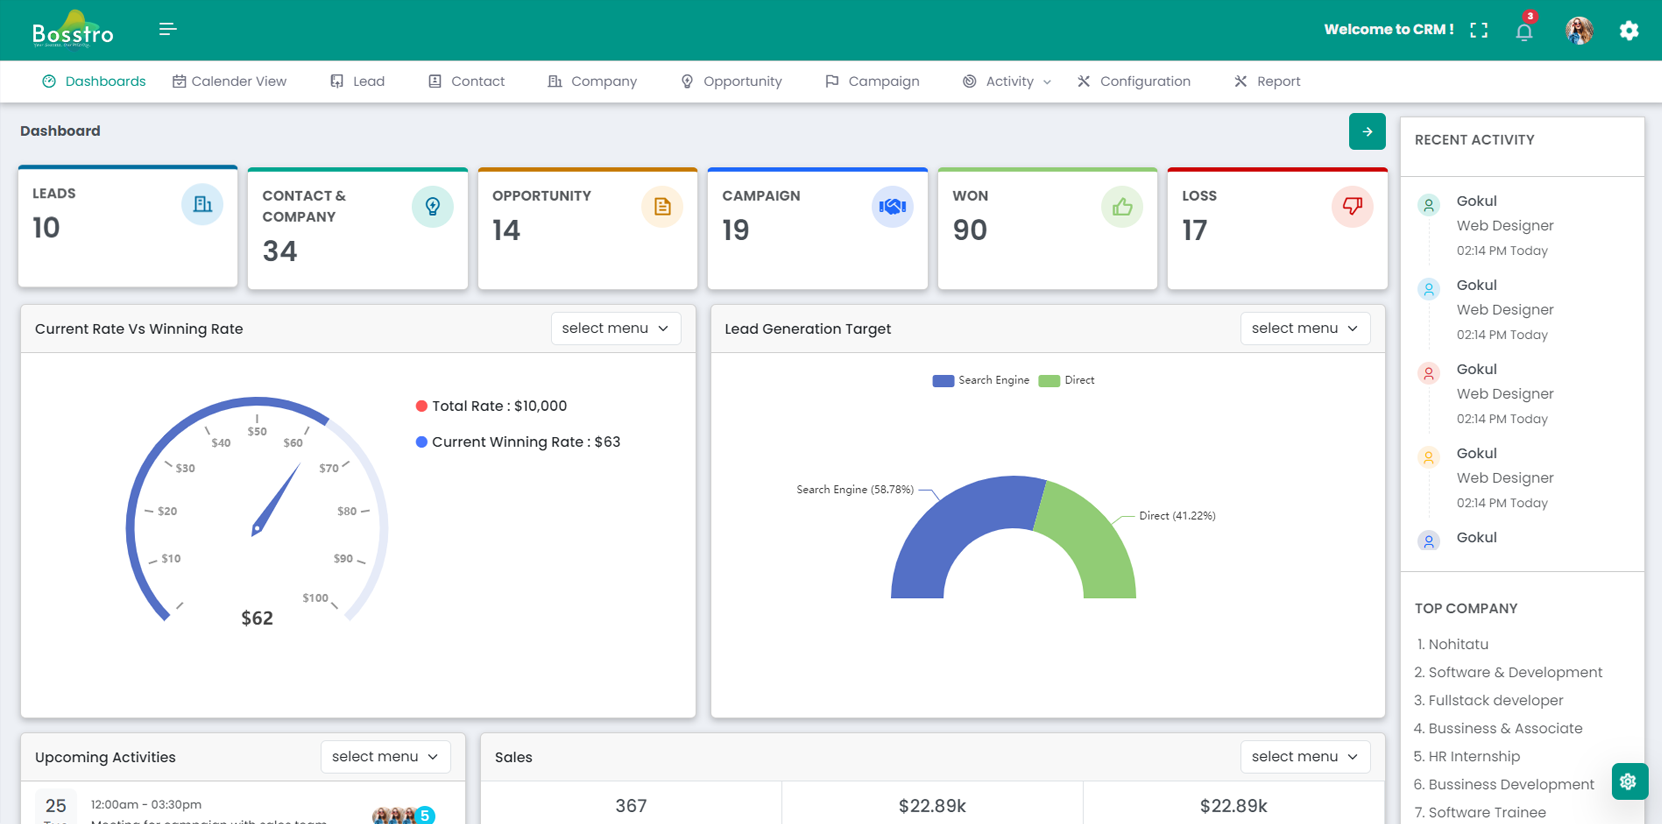 Bosstro
Welcome to CRM !
3
Dashboards
Calender View
Lead
Contact
Company
Opportunity
Campaign
Activity
Configuration
Report
Dashboard
LEADS
10
CONTACT &
COMPANY
34
OPPORTUNITY
14
CAMPAIGN
19
WON
90
LOSS
17
Current Rate Vs Winning Rate
select menu
$10
$20
$30
$40
$50
$60
$70
$80
$90
$100
$62
Total Rate : $10,000
Current Winning Rate : $63
Lead Generation Target
select menu
Search Engine
Direct
Search Engine (58.78%)
Direct (41.22%)
Upcoming Activities
select menu
25
12:00am - 03:30pm
Meeting for campaign with sales team
5
Sales
select menu
367
$22.89k
$22.89k
RECENT ACTIVITY
Gokul
Web Designer
02:14 PM Today
Gokul
Web Designer
02:14 PM Today
Gokul
Web Designer
02:14 PM Today
Gokul
Web Designer
02:14 PM Today
Gokul
TOP COMPANY
1. Nohitatu
2. Software & Development
3. Fullstack developer
4. Bussiness & Associate
5. HR Internship
6. Bussiness Development
7. Software Trainee